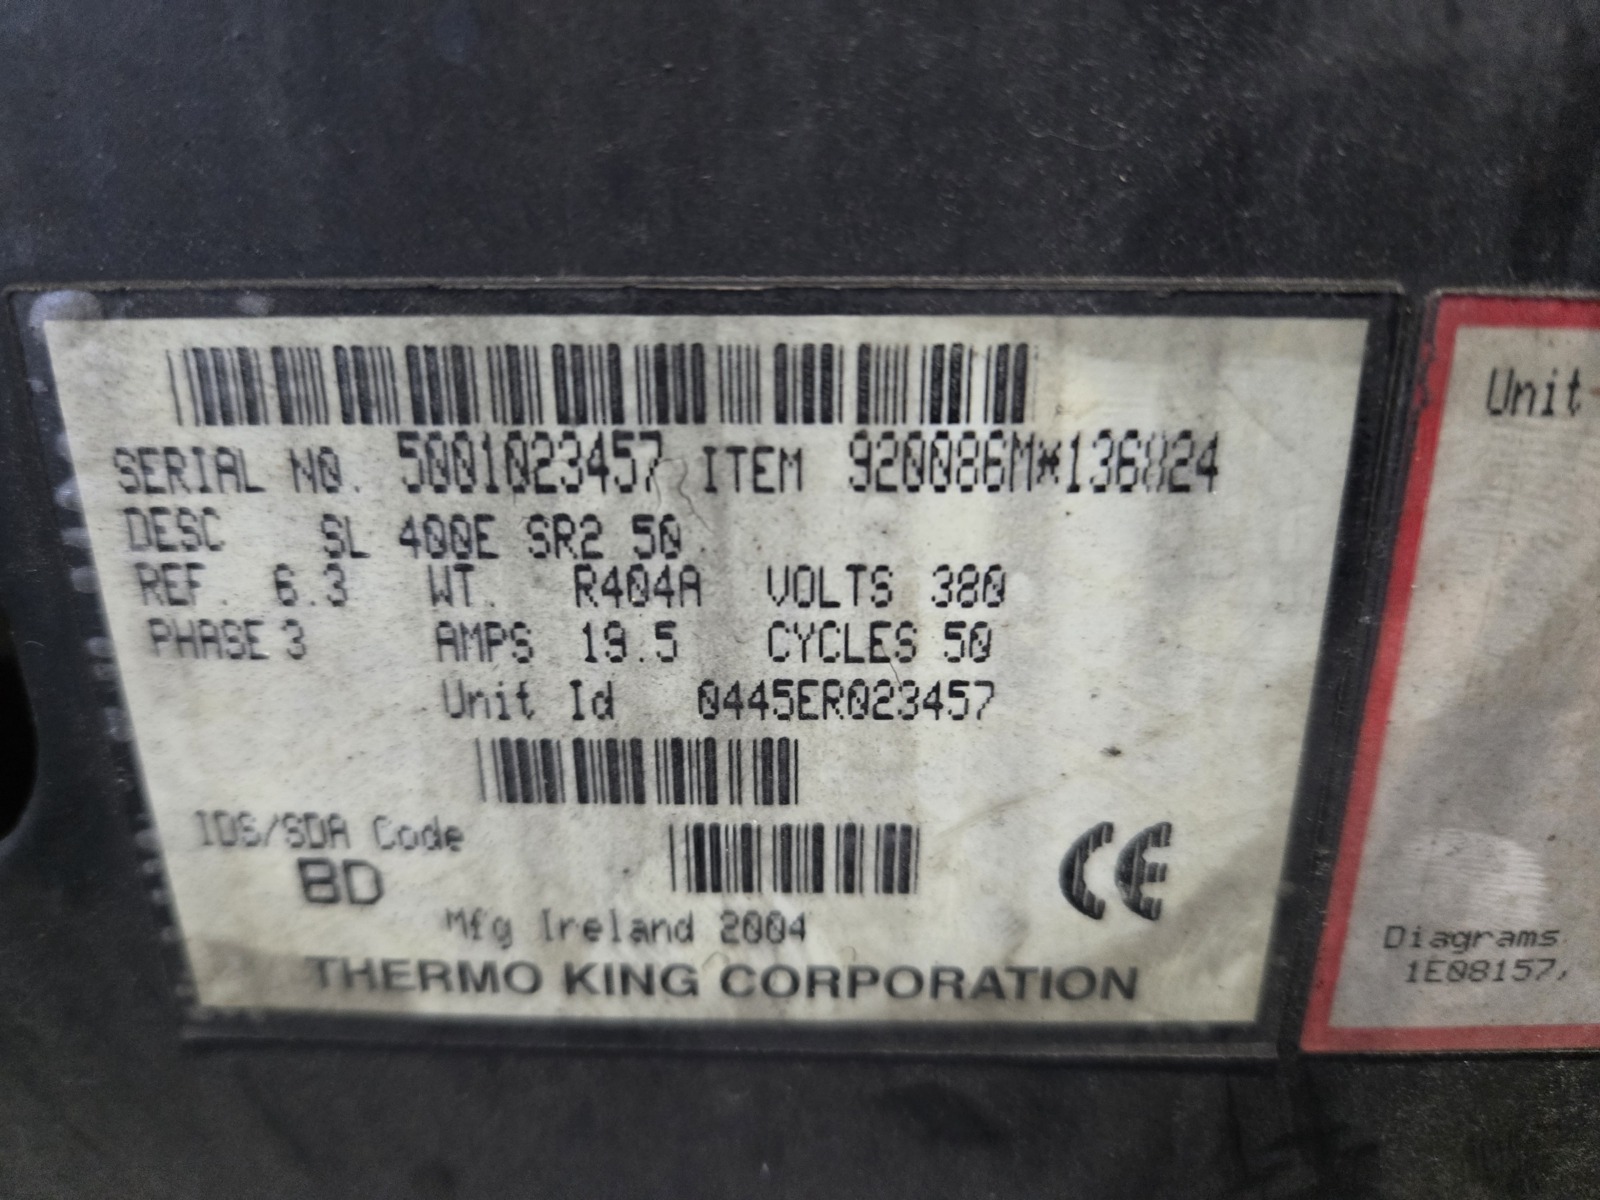 SERIAL NO. 5001023457 ITEM 920086M*136824
DESC SL 400E SR2 50
REF. 6.3 WT. R404A VOLTS 380
PHASE 3 AMPS 19.5 CYCLES 50
Unit Id 0445ER023457
IDS/SDA Code
BD
Mfg Ireland 2004
THERMO KING CORPORATION
CE
Unit
Diagrams
1E08157,